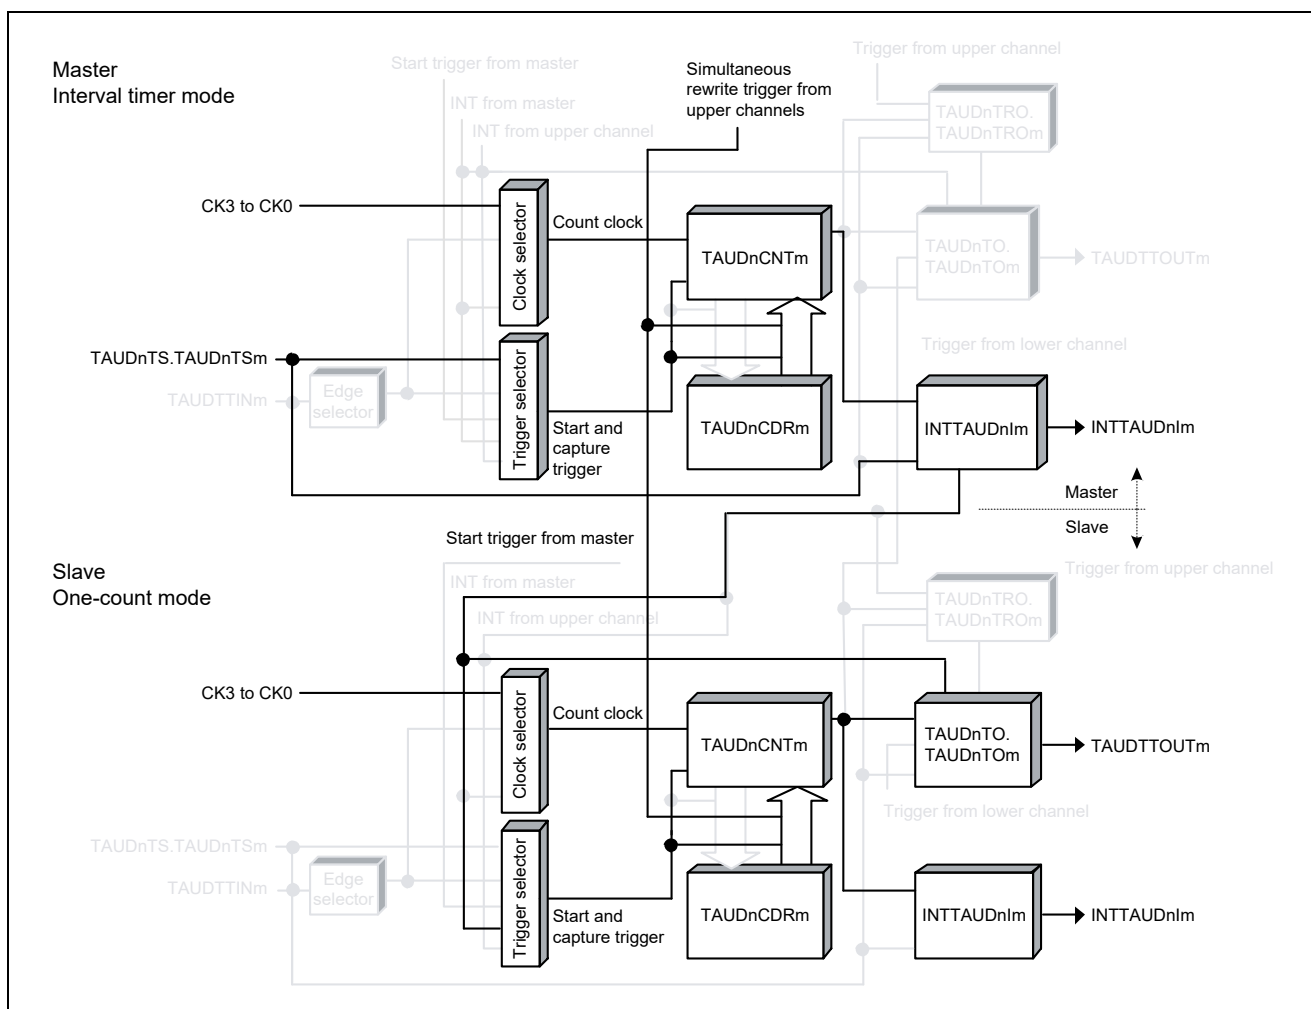 Trigger from upper channel
Master
Interval timer mode
Start trigger from master
Simultaneous
rewrite trigger from
upper channels
INT from master
INT from upper channel
TAUDnTRO.
TAUDnTROm
CK3 to CK0
Clock selector
Count clock
TAUDnCNTm
TAUDnTO.
TAUDnTOm
TAUDTTOUTm
TAUDnTS.TAUDnTSm
TAUDTTINm
Edge
selector
Trigger selector
Start and
capture
trigger
TAUDnCDRm
Trigger from lower channel
INTTAUDnIm
INTTAUDnIm
Master
Slave
Start trigger from master
Slave
One-count mode
INT from master
INT from upper channel
Trigger from upper channel
TAUDnTRO.
TAUDnTROm
CK3 to CK0
Clock selector
Count clock
TAUDnCNTm
TAUDnTO.
TAUDnTOm
TAUDTTOUTm
Trigger from lower channel
TAUDnTS.TAUDnTSm
TAUDTTINm
Edge
selector
Trigger selector
Start and
capture trigger
TAUDnCDRm
INTTAUDnIm
INTTAUDnIm